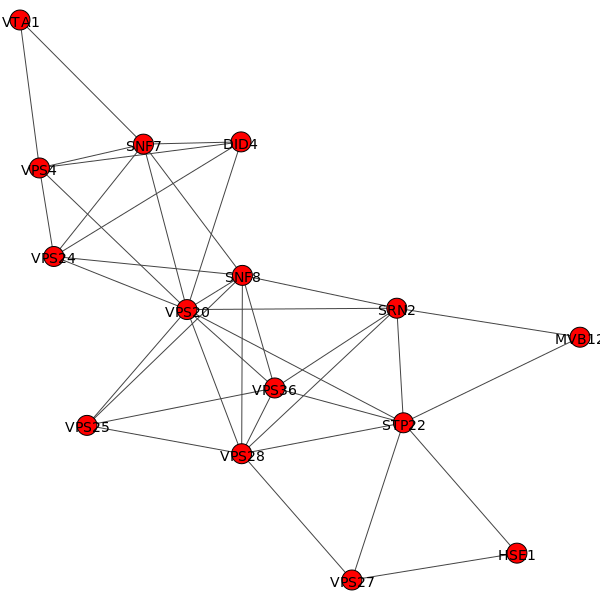 VTA1
SNF7
DID4
VPS4
VPS24
SNF8
VPS20
SRN2
MVB12
VPS36
VPS25
STP22
VPS28
HSE1
VPS27